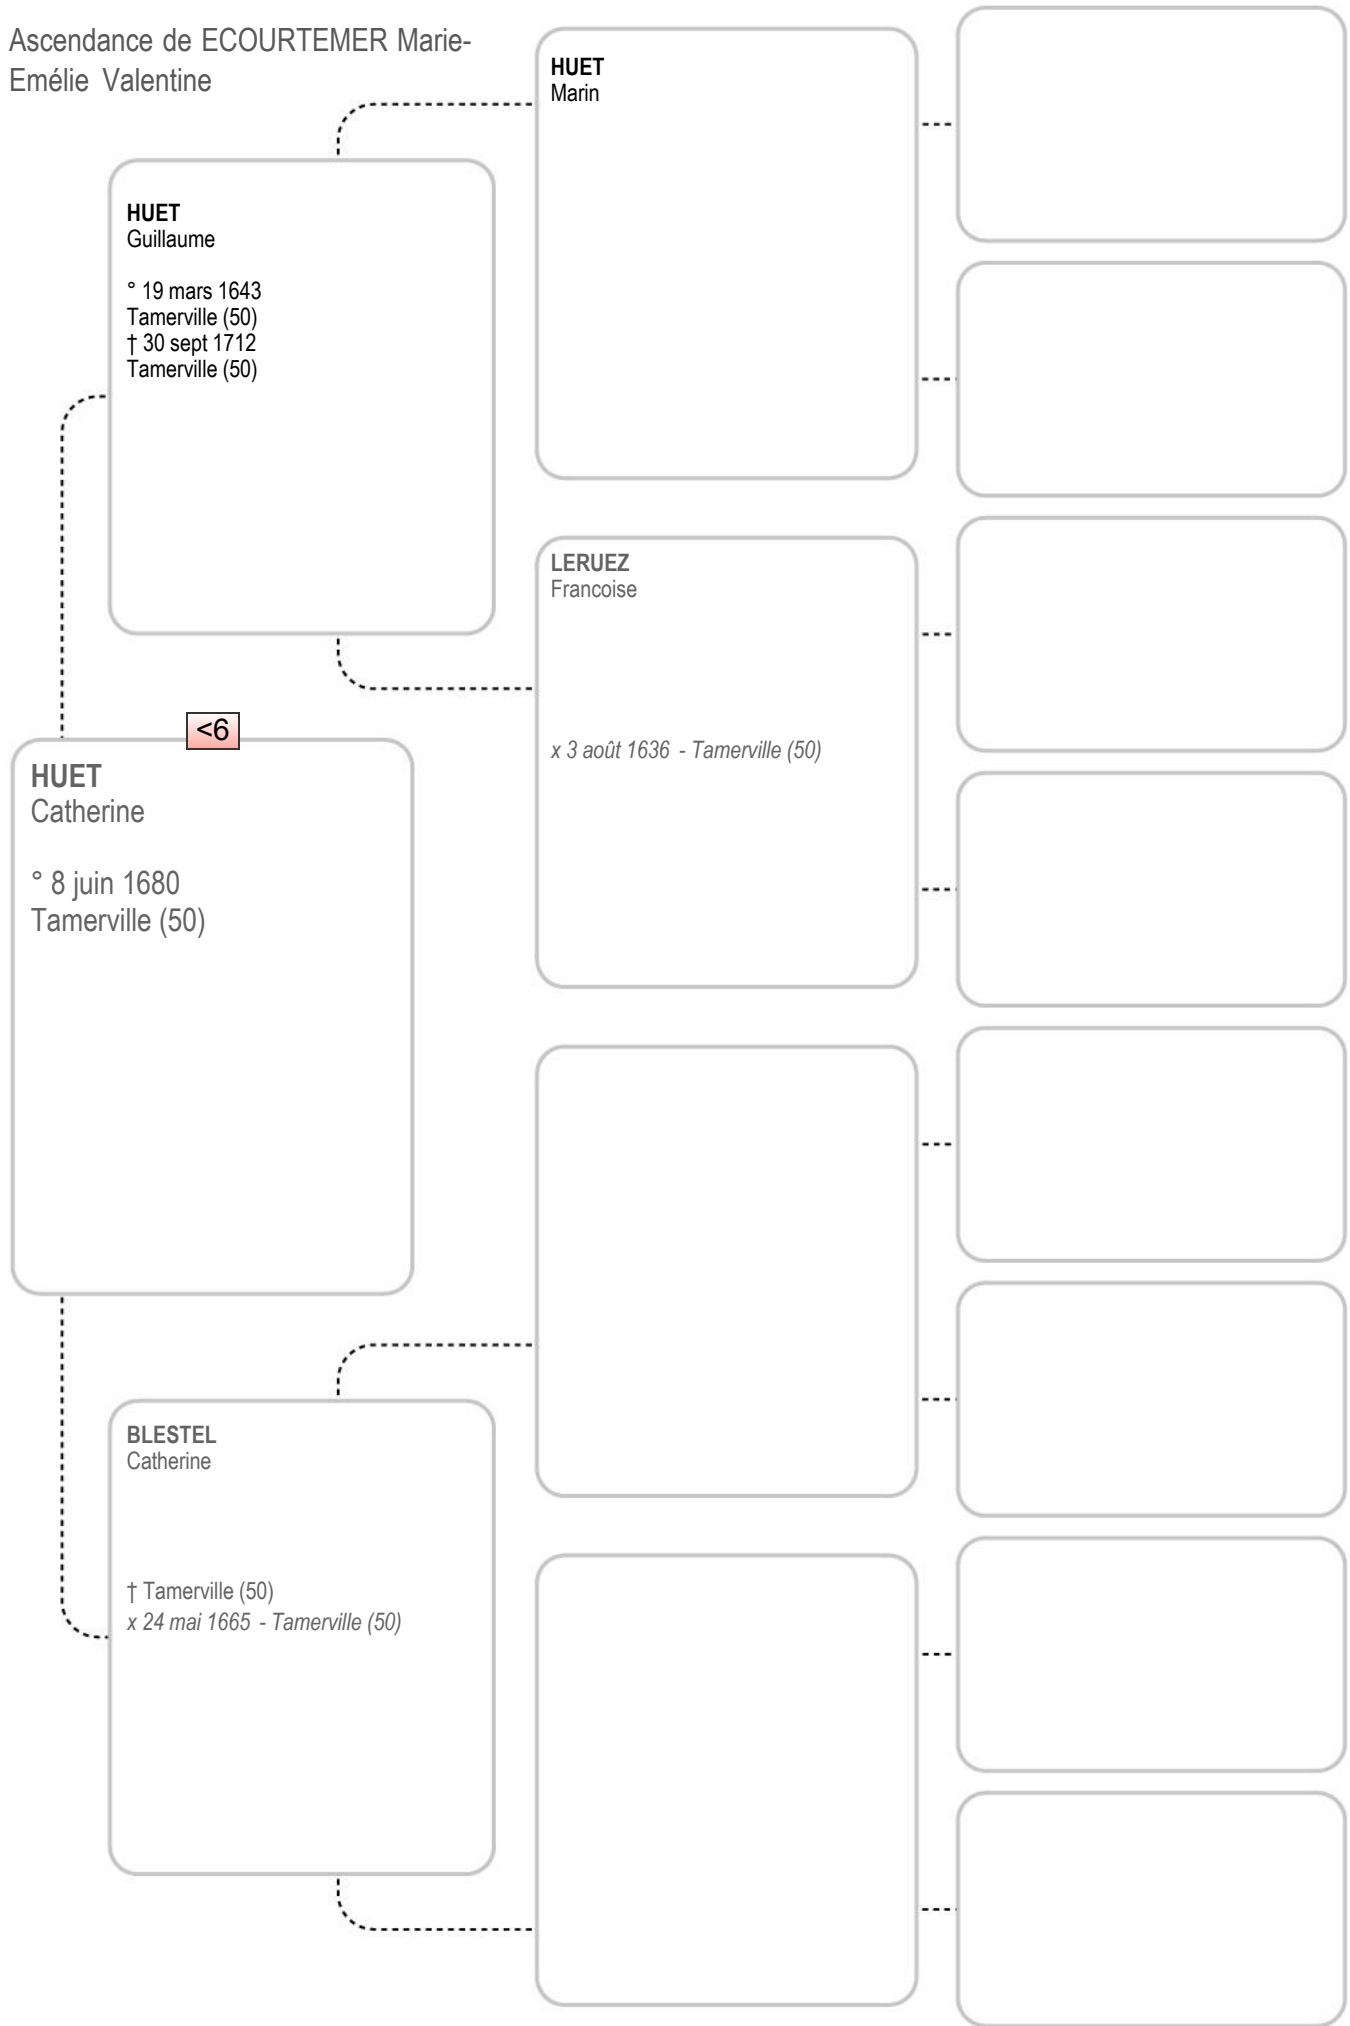 Ascendance de ECOURTEMER Marie-
Emélie Valentine
HUET
Marin
HUET
Guillaume
° 19 mars 1643
Tamerville (50)
† 30 sept 1712
Tamerville (50)
LERUEZ
Francoise
x 3 août 1636 - Tamerville (50)
<6
HUET
Catherine
° 8 juin 1680
Tamerville (50)
BLESTEL
Catherine
† Tamerville (50)
x 24 mai 1665 - Tamerville (50)